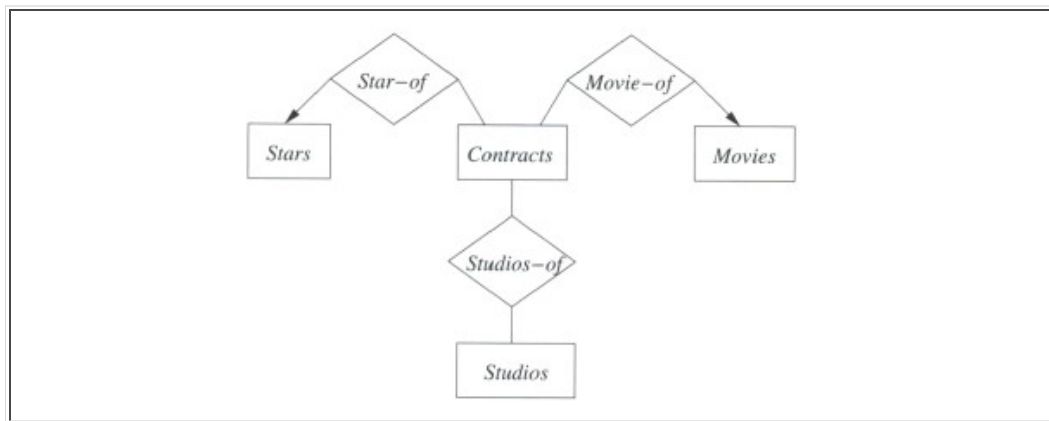 Star-of
Movie-of
Stars
Contracts
Movies
Studios-of
Studios